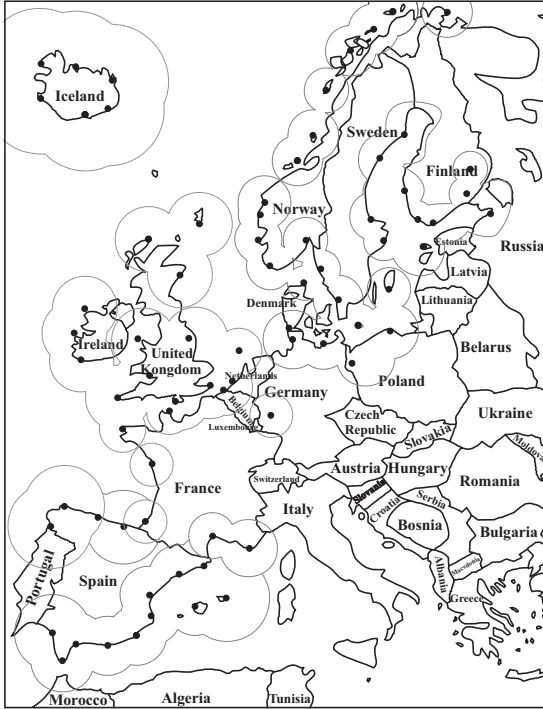 Iceland
Sweden
Finland
Norway
Russia
Estonia
Latvia
Lithuania
Denmark
Ireland
United
Kngdom
Netherlands
Belgium
Luxembourg
Germany
Poland
Belarus
Czech
Republic
Slovakia
Ukraine
Moldova
France
Switzerland
Austria
Hungary
Romania
Slovania
Croatia
Serbia
Italy
Bosnia
Bulgaria
Portugal
Spain
Albania
Macedonia
Greece
Morocco
Algeria
Tunisia